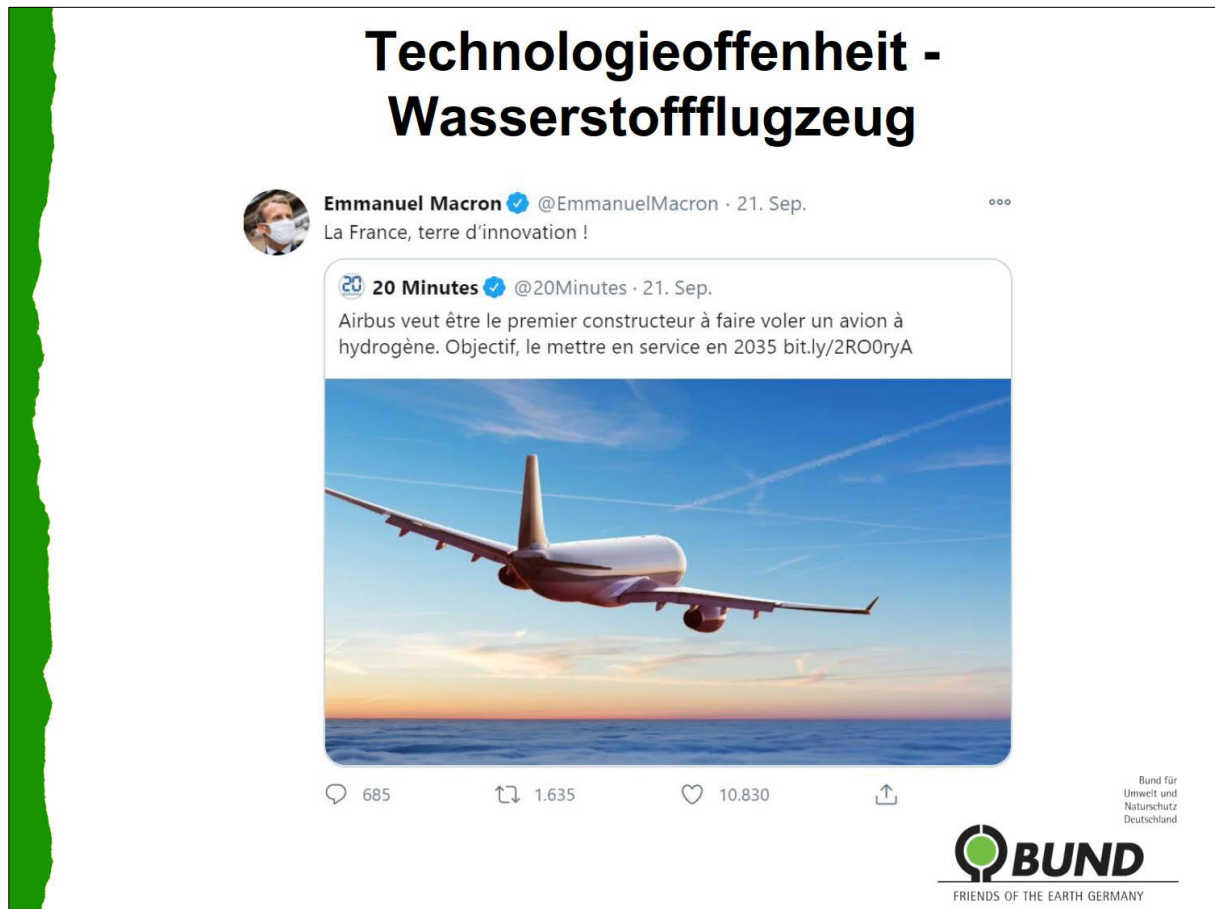 Technologieoffenheit -
Wasserstoffflugzeug
Emmanuel Macron @EmmanuelMacron · 21. Sep.
La France, terre d'innovation !
20 Minutes @20Minutes · 21. Sep.
Airbus veut être le premier constructeur à faire voler un avion à
hydrogène. Objectif, le mettre en service en 2035 bit.ly/2RO0ryA
685 1.635 10.830
Bund für
Umwelt und
Naturschutz
Deutschland
BUND
FRIENDS OF THE EARTH GERMANY